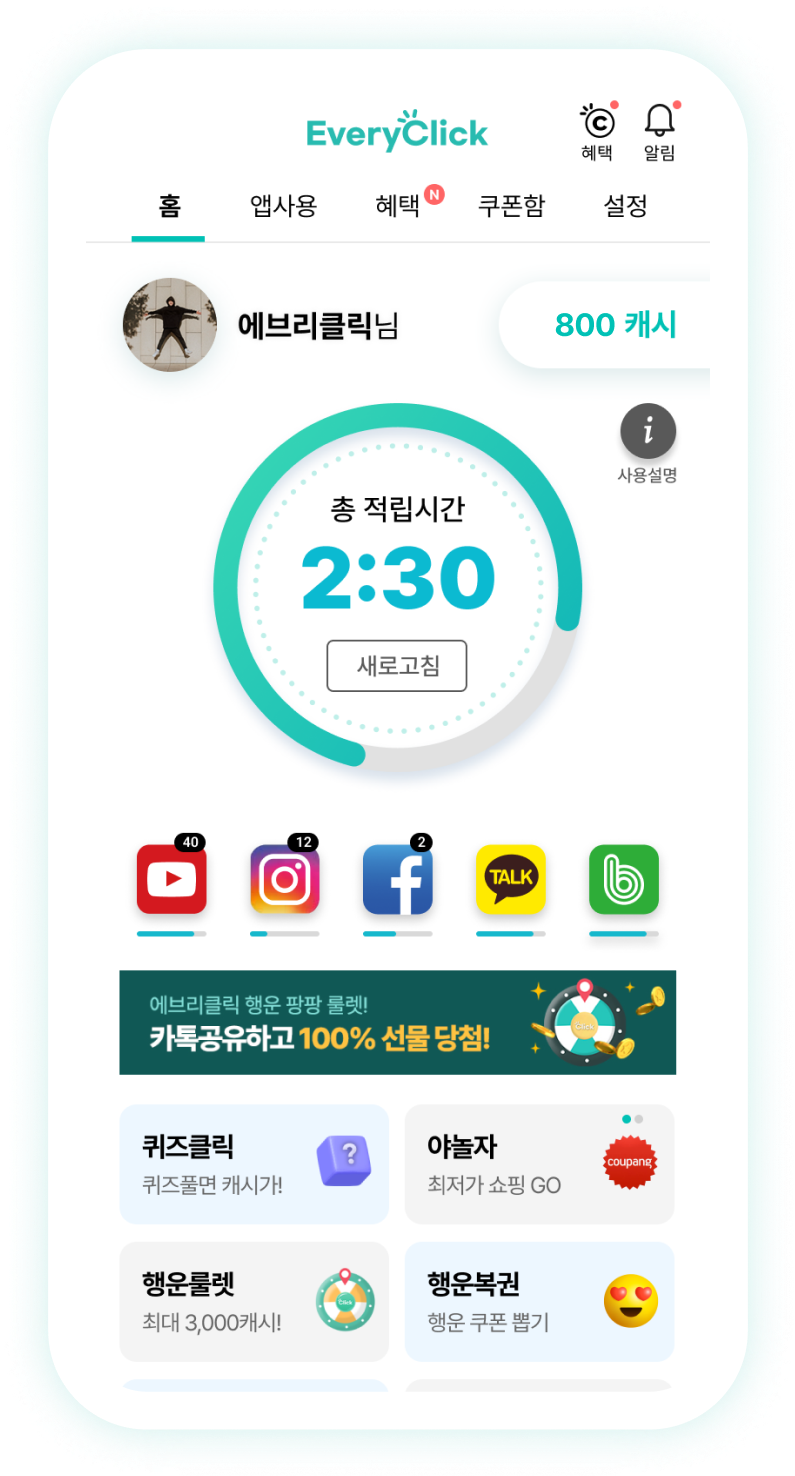 EveryClick
혜택
알림
홈
앱사용
혜택
N
쿠폰함
설정
에브리클릭님
800 캐시
i
사용설명
총 적립시간
2:30
새로고침
40
12
2
TALK
에브리클릭 행운 팡팡 룰렛!
카톡공유하고 100% 선물 당첨!
Click
퀴즈클릭
퀴즈풀면 캐시가!
?
야놀자
최저가 쇼핑 GO
coupang
행운룰렛
최대 3,000캐시!
Click
행운복권
행운 쿠폰 뽑기